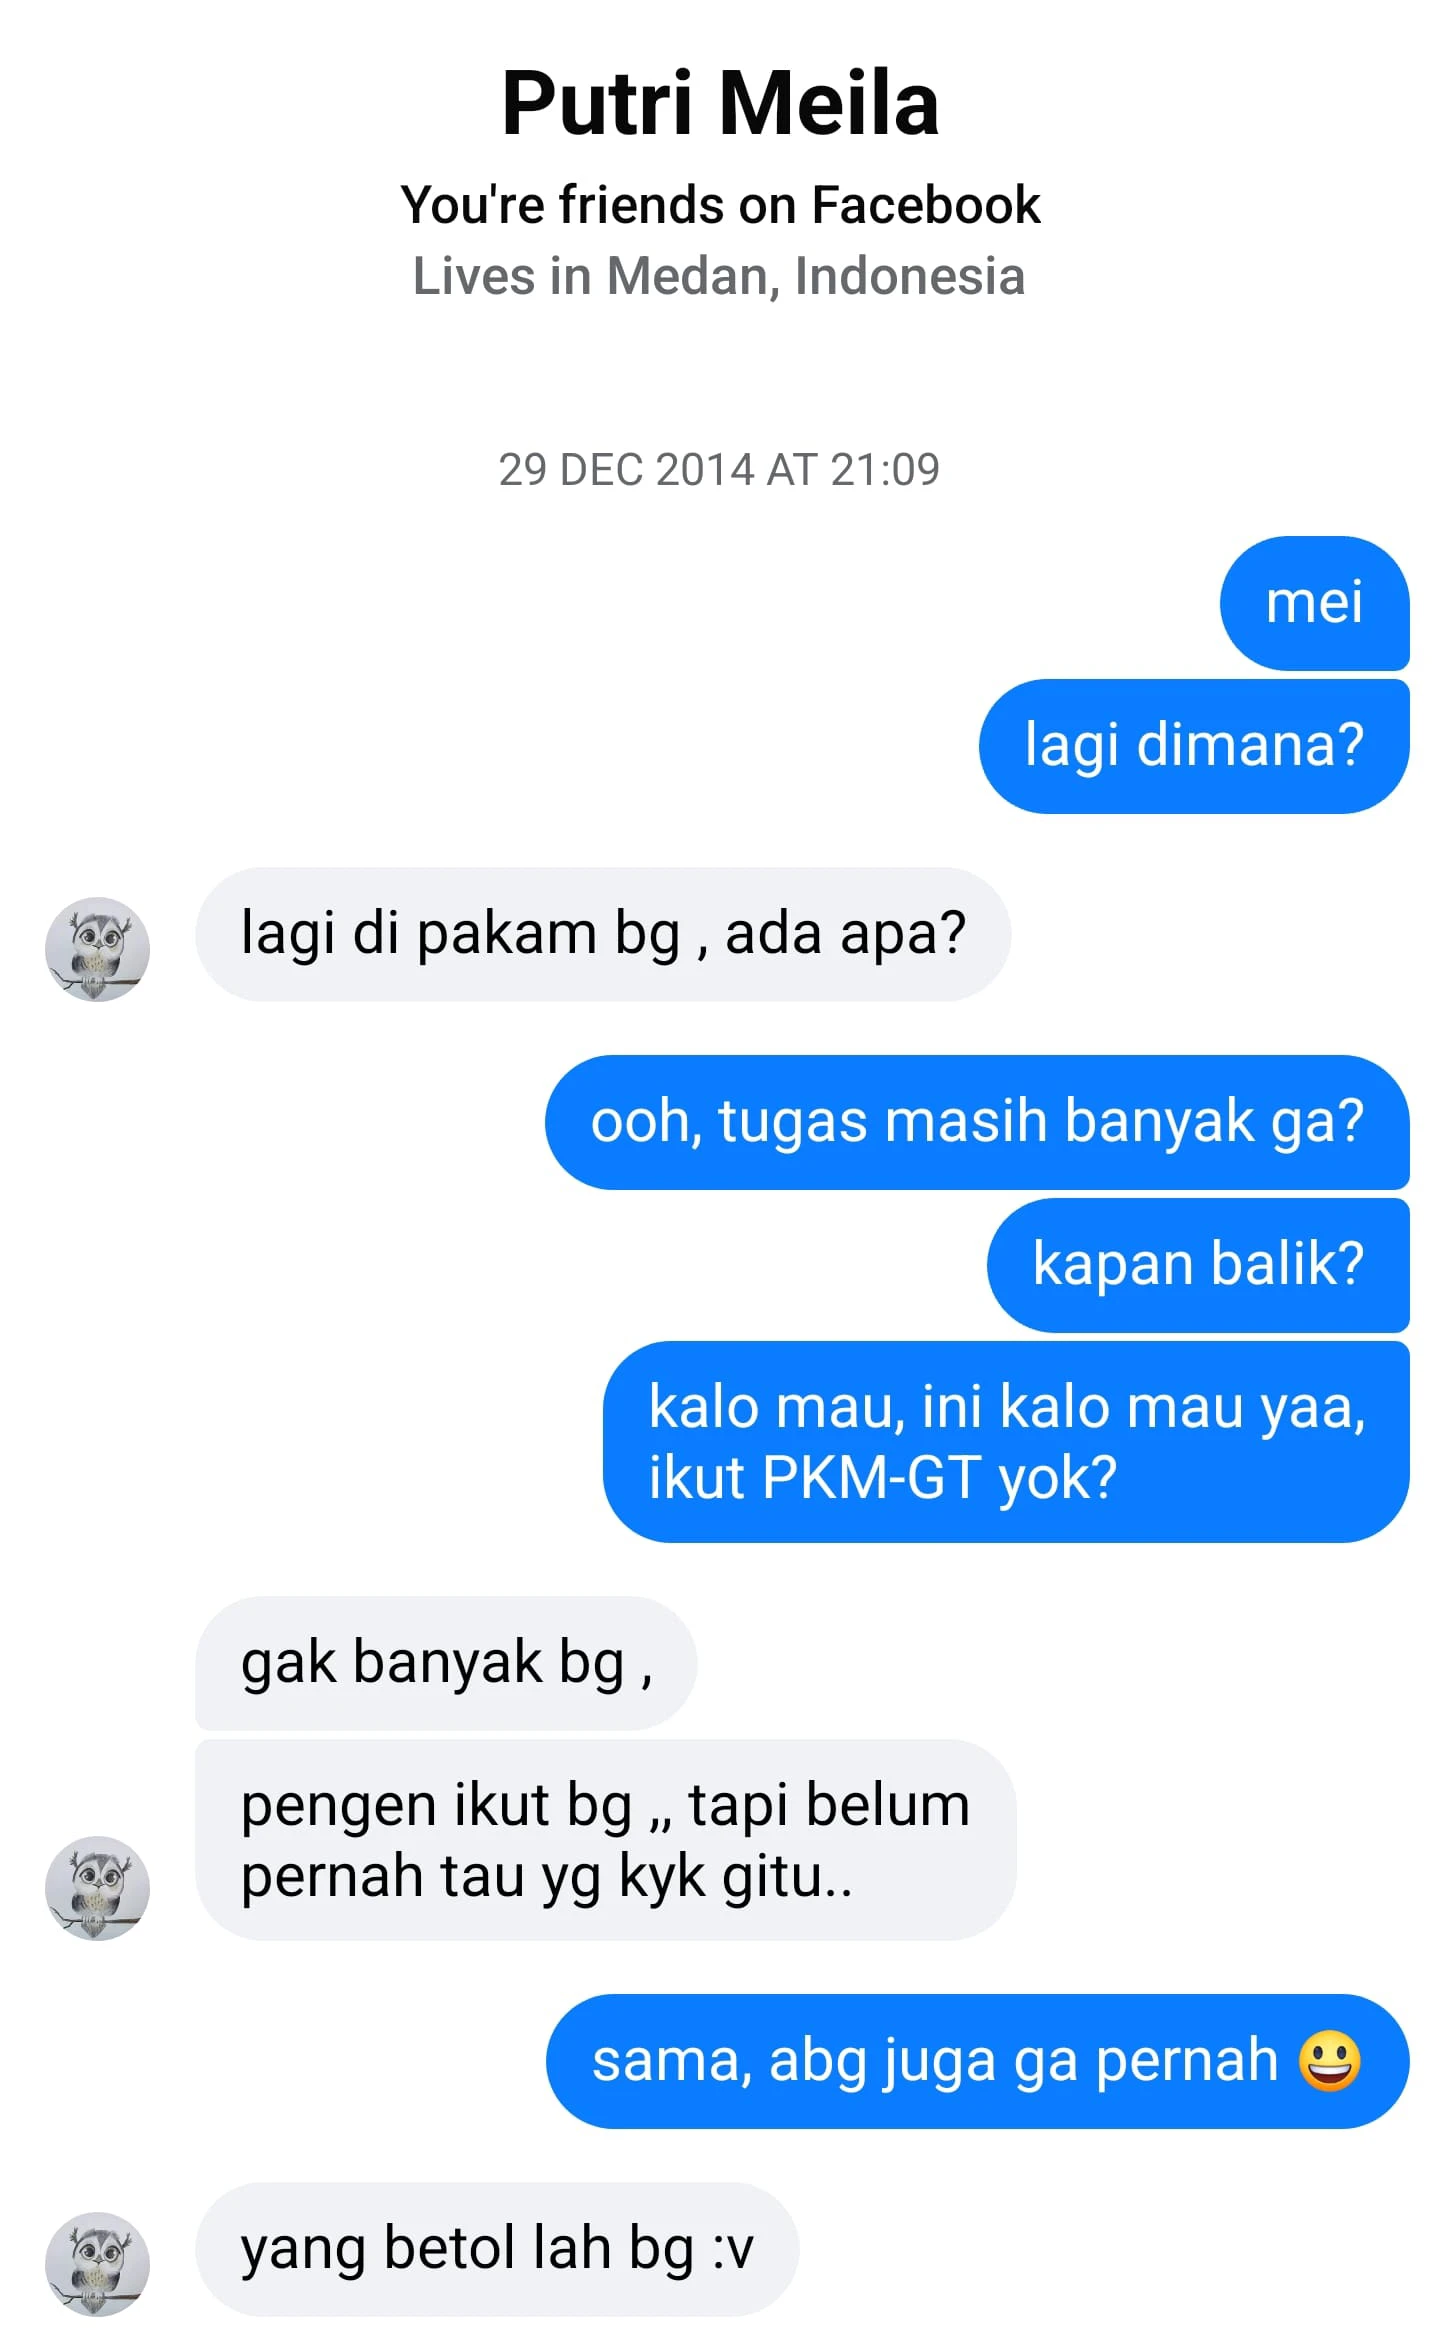 Putri Meila
You're friends on Facebook
Lives in Medan, Indonesia
29 DEC 2014 AT 21:09
mei
lagi dimana?
lagi di pakam bg , ada apa?
ooh, tugas masih banyak ga?
kapan balik?
kalo mau, ini kalo mau yaa,
ikut PKM-GT yok?
gak banyak bg ,
pengen ikut bg ,, tapi belum
pernah tau yg kyk gitu..
sama, abg juga ga pernah 😃
yang betol lah bg :v